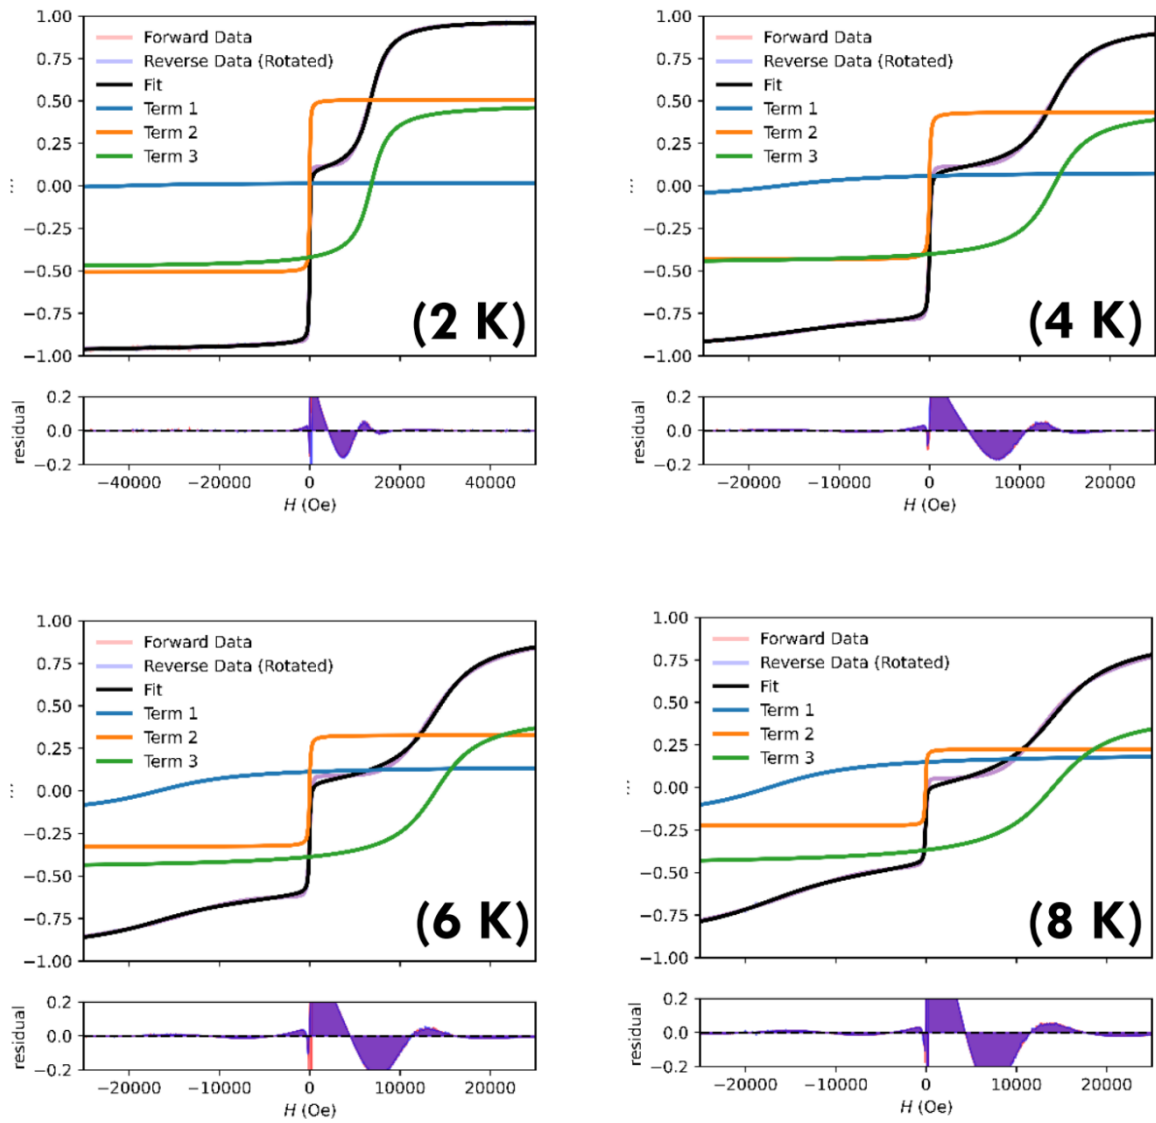 1.00
0.75
0.50
0.25
0.00
−0.25
−0.50
−0.75
−1.00
...
Forward Data
Reverse Data (Rotated)
Fit
Term 1
Term 2
Term 3
(2 K)
0.2
0.0
−0.2
residual
−40000 −20000 0 20000 40000
H (Oe)
1.00
0.75
0.50
0.25
0.00
−0.25
−0.50
−0.75
−1.00
...
Forward Data
Reverse Data (Rotated)
Fit
Term 1
Term 2
Term 3
(4 K)
0.2
0.0
−0.2
residual
−20000 −10000 0 10000 20000
H (Oe)
1.00
0.75
0.50
0.25
0.00
−0.25
−0.50
−0.75
−1.00
...
Forward Data
Reverse Data (Rotated)
Fit
Term 1
Term 2
Term 3
(6 K)
0.2
0.0
−0.2
residual
−20000 −10000 0 10000 20000
H (Oe)
1.00
0.75
0.50
0.25
0.00
−0.25
−0.50
−0.75
−1.00
...
Forward Data
Reverse Data (Rotated)
Fit
Term 1
Term 2
Term 3
(8 K)
0.2
0.0
−0.2
residual
−20000 −10000 0 10000 20000
H (Oe)